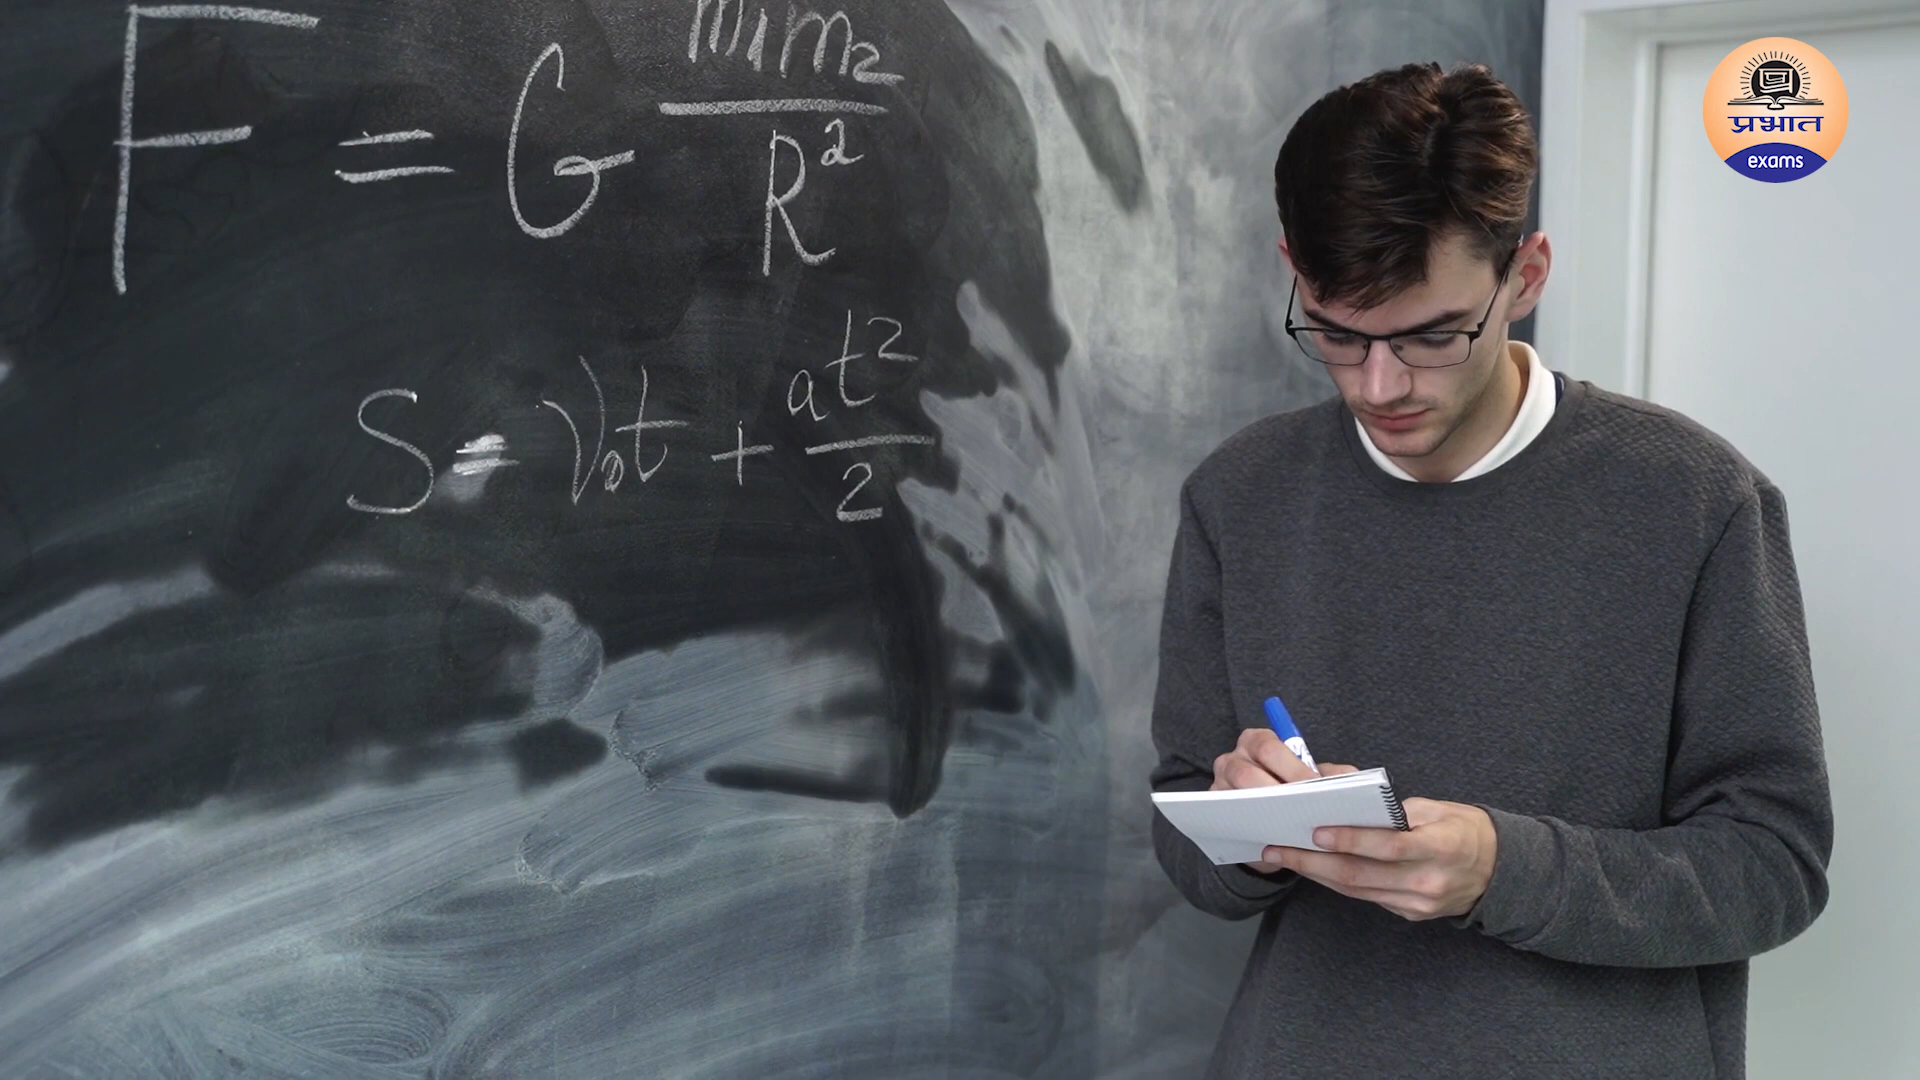 F = G m₁m₂/R²
S = V₀t + at²/2
प्रभात
exams